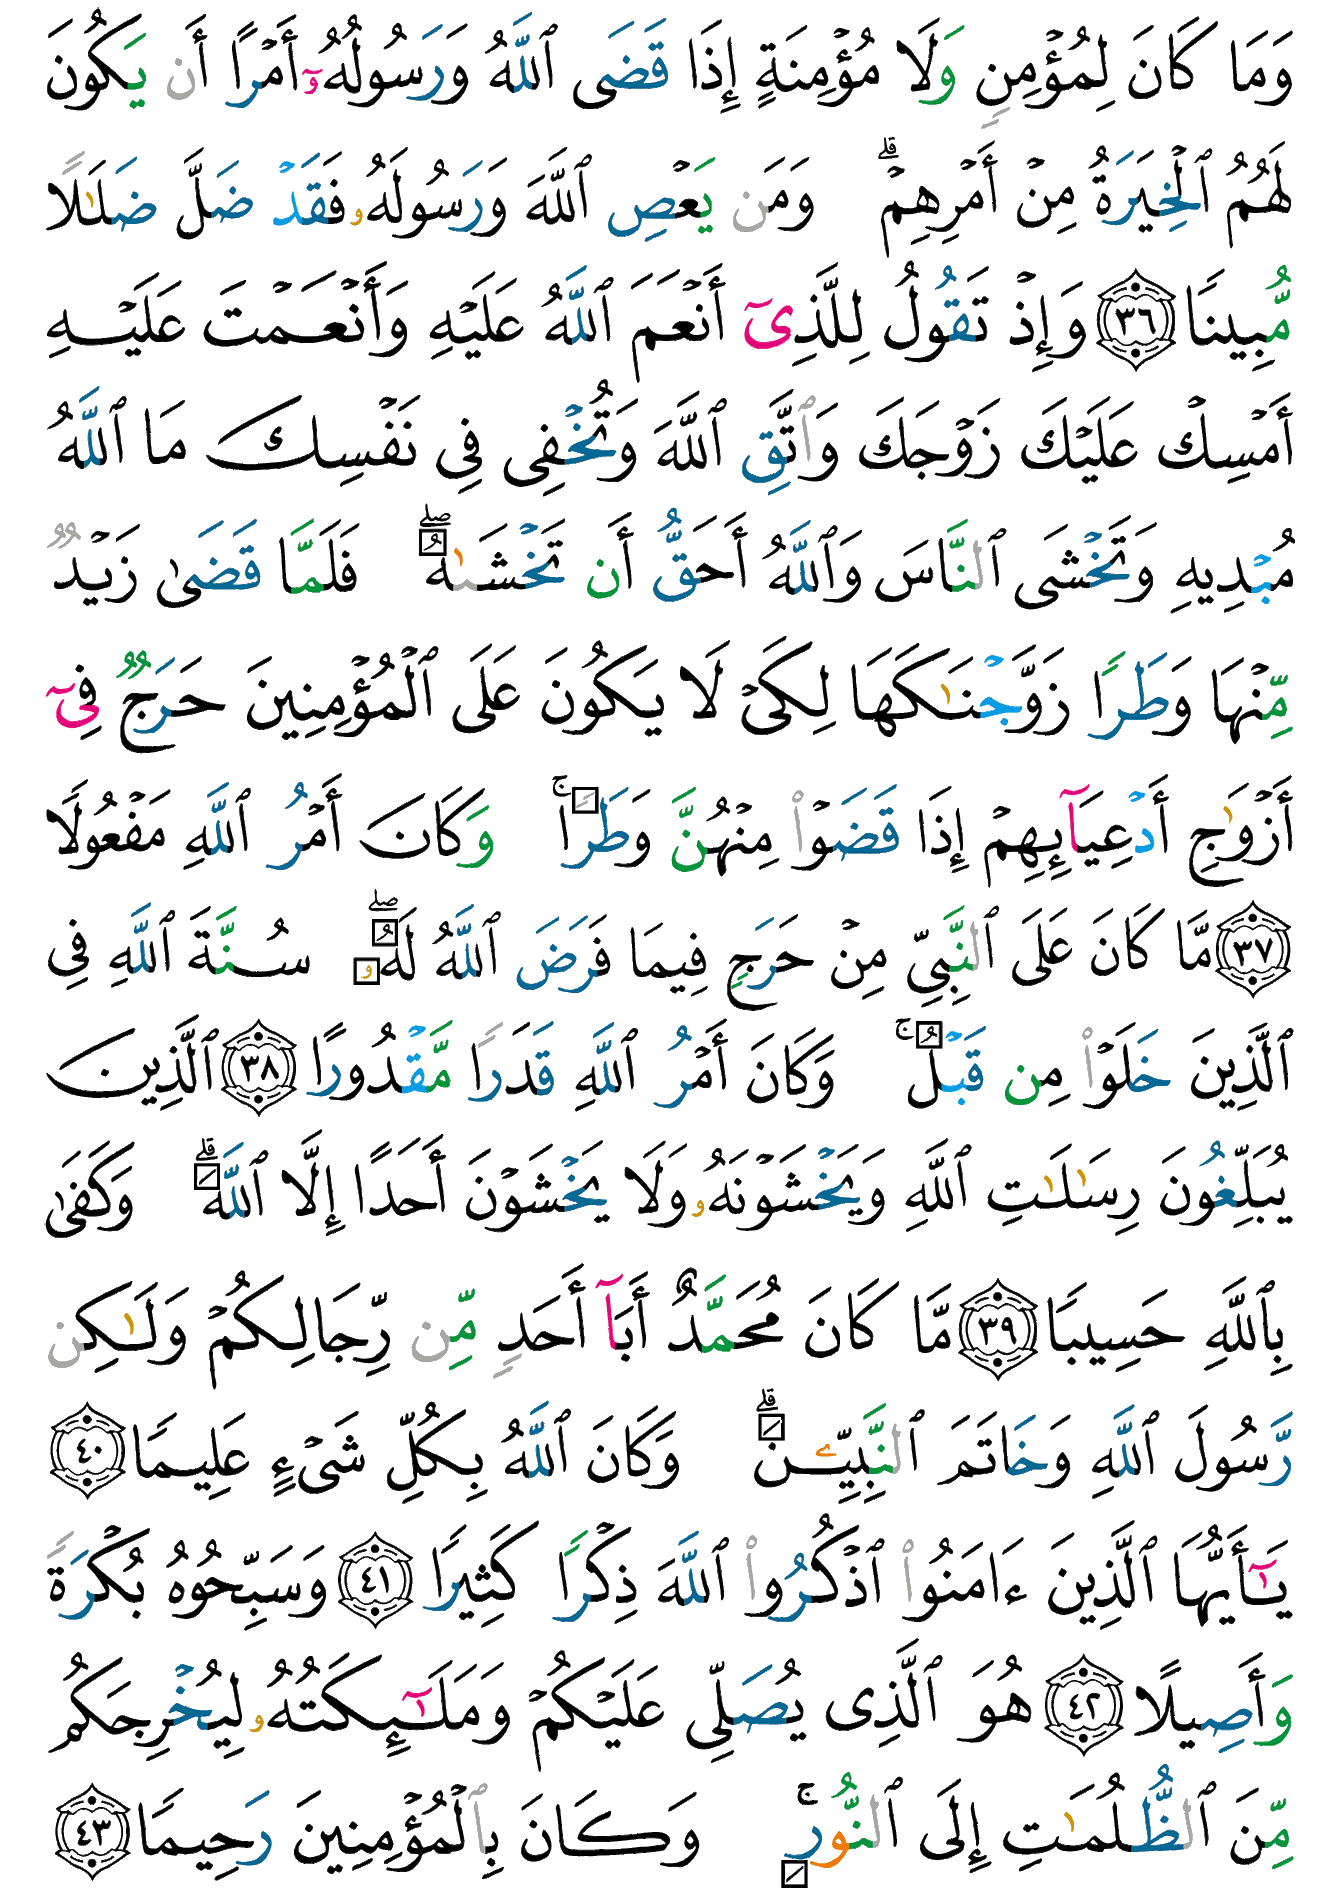 وَمَا كَانَ لِمُؤْمِنٍ وَلَا مُؤْمِنَةٍ إِذَا قَضَى ٱللَّهُ وَرَسُولُهُۥٓ أَمْرًا أَن يَكُونَ
لَهُمُ ٱلْخِيَرَةُ مِنْ أَمْرِهِمْ ۗ وَمَن يَعْصِ ٱللَّهَ وَرَسُولَهُۥ فَقَدْ ضَلَّ ضَلَـٰلًا
مُّبِينًا ٣٦ وَإِذْ تَقُولُ لِلَّذِىٓ أَنْعَمَ ٱللَّهُ عَلَيْهِ وَأَنْعَمْتَ عَلَيْهِ
أَمْسِكْ عَلَيْكَ زَوْجَكَ وَٱتَّقِ ٱللَّهَ وَتُخْفِى فِى نَفْسِكَ مَا ٱللَّهُ
مُبْدِيهِ وَتَخْشَى ٱلنَّاسَ وَٱللَّهُ أَحَقُّ أَن تَخْشَىٰهُ ۖ فَلَمَّا قَضَىٰ زَيْدٌ
مِّنْهَا وَطَرًا زَوَّجْنَـٰكَهَا لِكَىْ لَا يَكُونَ عَلَى ٱلْمُؤْمِنِينَ حَرَجٌ فِىٓ
أَزْوَٰجِ أَدْعِيَآئِهِمْ إِذَا قَضَوْا۟ مِنْهُنَّ وَطَرًا ۚ وَكَانَ أَمْرُ ٱللَّهِ مَفْعُولًا
٣٧ مَّا كَانَ عَلَى ٱلنَّبِىِّ مِنْ حَرَجٍ فِيمَا فَرَضَ ٱللَّهُ لَهُۥ ۖ سُنَّةَ ٱللَّهِ فِى
ٱلَّذِينَ خَلَوْا۟ مِن قَبْلُ ۚ وَكَانَ أَمْرُ ٱللَّهِ قَدَرًا مَّقْدُورًا ٣٨ ٱلَّذِينَ
يُبَلِّغُونَ رِسَـٰلَـٰتِ ٱللَّهِ وَيَخْشَوْنَهُۥ وَلَا يَخْشَوْنَ أَحَدًا إِلَّا ٱللَّهَ ۗ وَكَفَىٰ
بِٱللَّهِ حَسِيبًا ٣٩ مَّا كَانَ مُحَمَّدٌ أَبَآ أَحَدٍ مِّن رِّجَالِكُمْ وَلَـٰكِن
رَّسُولَ ٱللَّهِ وَخَاتَمَ ٱلنَّبِيِّـۧنَ ۗ وَكَانَ ٱللَّهُ بِكُلِّ شَىْءٍ عَلِيمًا ٤٠
يَـٰٓأَيُّهَا ٱلَّذِينَ ءَامَنُوا۟ ٱذْكُرُوا۟ ٱللَّهَ ذِكْرًا كَثِيرًا ٤١ وَسَبِّحُوهُ بُكْرَةً
وَأَصِيلًا ٤٢ هُوَ ٱلَّذِى يُصَلِّى عَلَيْكُمْ وَمَلَـٰٓئِكَتُهُۥ لِيُخْرِجَكُم
مِّنَ ٱلظُّلُمَـٰتِ إِلَى ٱلنُّورِ ۚ وَكَانَ بِٱلْمُؤْمِنِينَ رَحِيمًا ٤٣